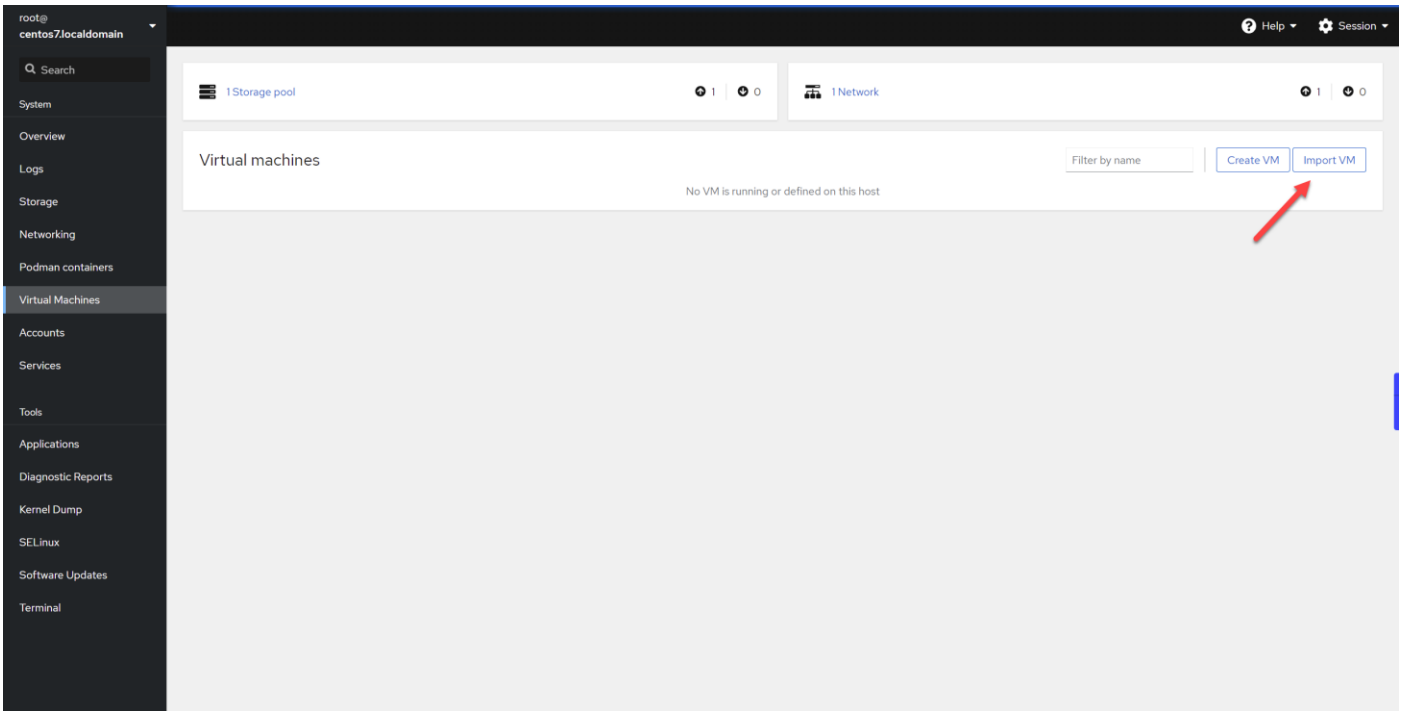 root@
centos7.localdomain
Help
Session
Search
System
Overview
Logs
Storage
Networking
Podman containers
Virtual Machines
Accounts
Services
Tools
Applications
Diagnostic Reports
Kernel Dump
SELinux
Software Updates
Terminal
1 Storage pool
1
0
1 Network
1
0
Virtual machines
Filter by name
Create VM
Import VM
No VM is running or defined on this host